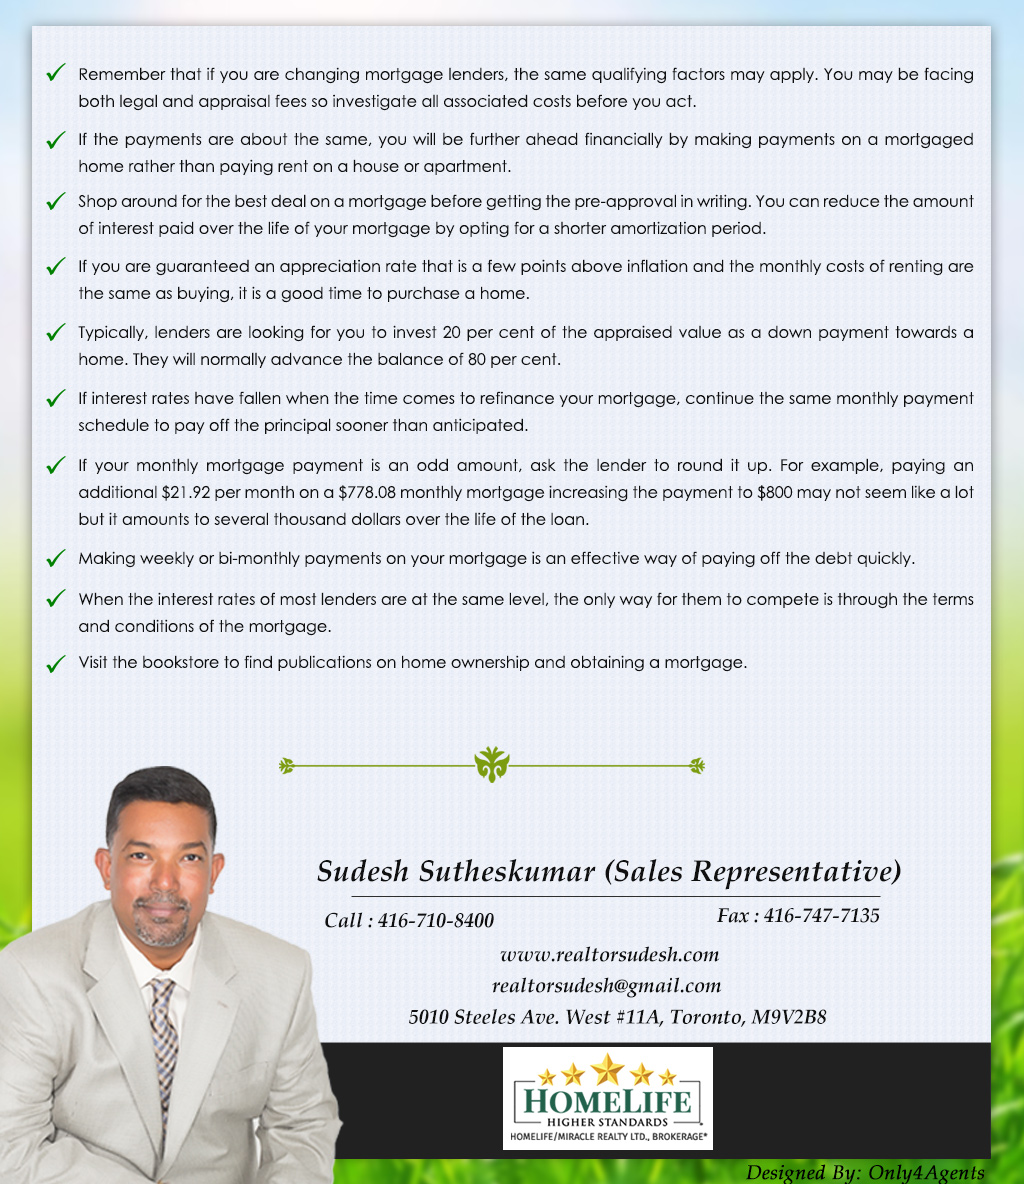 Remember that if you are changing mortgage lenders, the same qualifying factors may apply. You may be facing
both legal and appraisal fees so investigate all associated costs before you act.
If the payments are about the same, you will be further ahead financially by making payments on a mortgaged
home rather than paying rent on a house or apartment.
Shop around for the best deal on a mortgage before getting the pre-approval in writing. You can reduce the amount
of interest paid over the life of your mortgage by opting for a shorter amortization period.
If you are guaranteed an appreciation rate that is a few points above inflation and the monthly costs of renting are
the same as buying, it is a good time to purchase a home.
Typically, lenders are looking for you to invest 20 per cent of the appraised value as a down payment towards a
home. They will normally advance the balance of 80 per cent.
If interest rates have fallen when the time comes to refinance your mortgage, continue the same monthly payment
schedule to pay off the principal sooner than anticipated.
If your monthly mortgage payment is an odd amount, ask the lender to round it up. For example, paying an
additional $21.92 per month on a $778.08 monthly mortgage increasing the payment to $800 may not seem like a lot
but it amounts to several thousand dollars over the life of the loan.
Making weekly or bi-monthly payments on your mortgage is an effective way of paying off the debt quickly.
When the interest rates of most lenders are at the same level, the only way for them to compete is through the terms
and conditions of the mortgage.
Visit the bookstore to find publications on home ownership and obtaining a mortgage.
Sudesh Sutheskumar (Sales Representative)
Call : 416-710-8400
Fax : 416-747-7135
www.realtorsudesh.com
realtorsudesh@gmail.com
5010 Steeles Ave. West #11A, Toronto, M9V2B8
HOMELIFE
HIGHER STANDARDS
HOMELIFE/MIRACLE REALTY LTD., BROKERAGE*
Designed By: Only4Agents